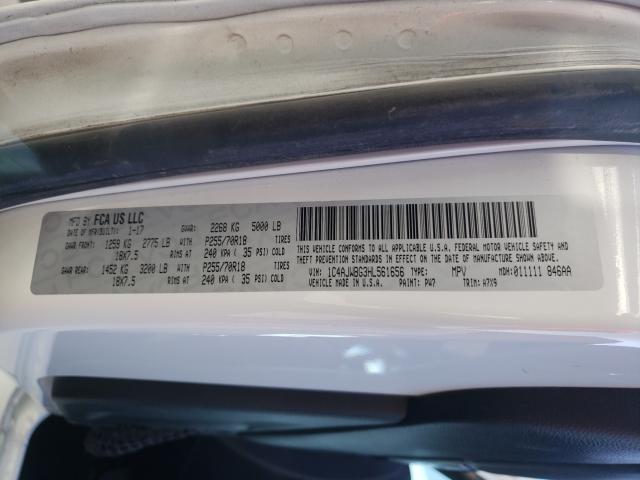 MFD BY FCA US LLC
DATE OF MFR/BUILT: 1-17 GVWR: 2268 KG 5000 LB
GAWR FRONT: 1259 KG 2775 LB WITH P255/70R18 TIRES
18X7.5 RIMS AT 240 KPA ( 35 PSI) COLD
GAWR REAR: 1452 KG 3200 LB WITH P255/70R18 TIRES
18X7.5 RIMS AT 240 KPA ( 35 PSI) COLD
THIS VEHICLE CONFORMS TO ALL APPLICABLE U.S.A. FEDERAL MOTOR VEHICLE SAFETY AND
THEFT PREVENTION STANDARDS IN EFFECT ON THE DATE OF MANUFACTURE SHOWN ABOVE.
VIN: 1C4AJWBG3HL561656 TYPE: MPV MDH: 011111 846AA
VEHICLE MADE IN U.S.A. PAINT: PW7 TRIM: A7X9